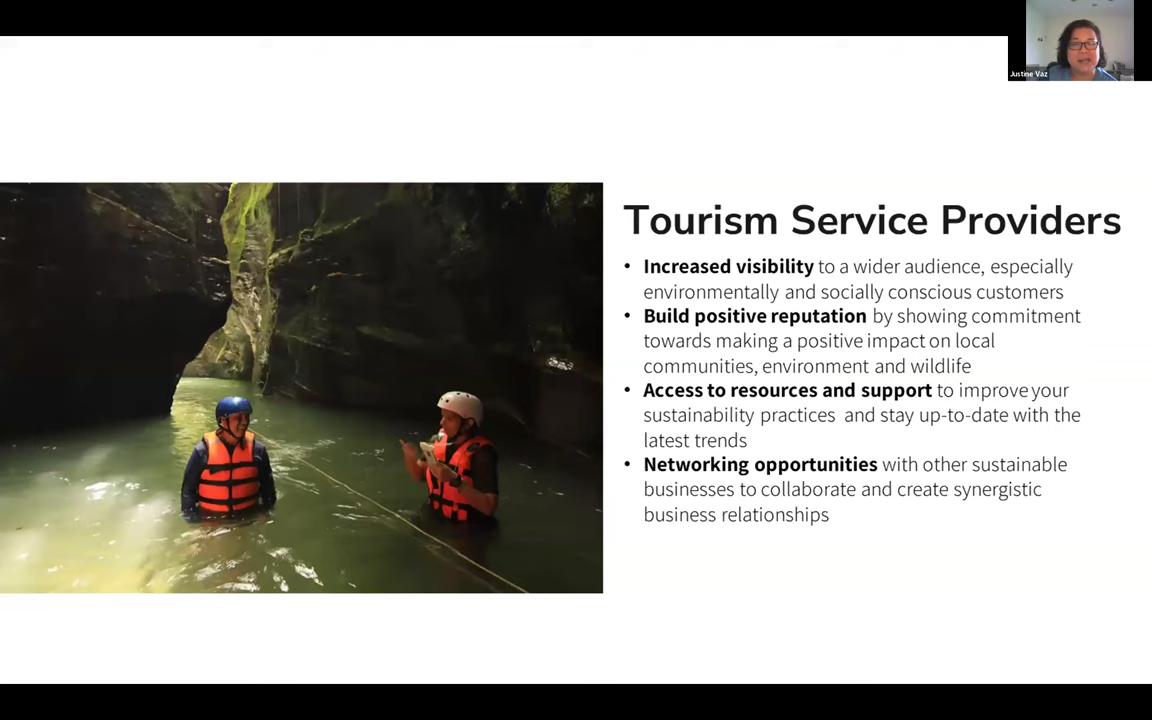 Justine Vaz
Tourism Service Providers
• Increased visibility to a wider audience, especially
environmentally and socially conscious customers
• Build positive reputation by showing commitment
towards making a positive impact on local
communities, environment and wildlife
• Access to resources and support to improve your
sustainability practices and stay up-to-date with the
latest trends
• Networking opportunities with other sustainable
businesses to collaborate and create synergistic
business relationships